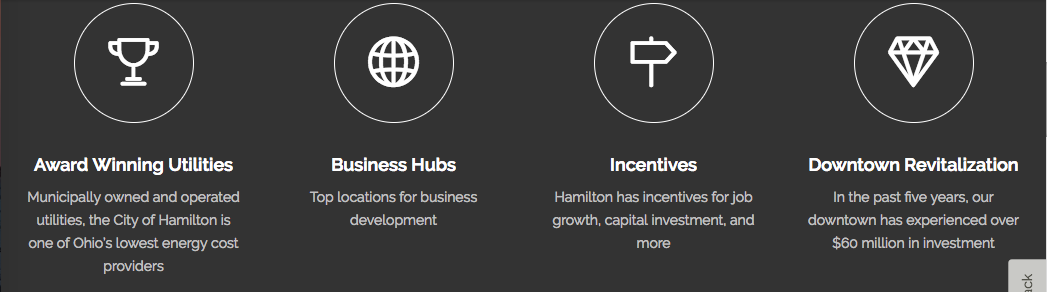 Award Winning Utilities
Municipally owned and operated
utilities, the City of Hamilton is
one of Ohio's lowest energy cost
providers
Business Hubs
Top locations for business
development
Incentives
Hamilton has incentives for job
growth, capital investment, and
more
Downtown Revitalization
In the past five years, our
downtown has experienced over
$60 million in investment